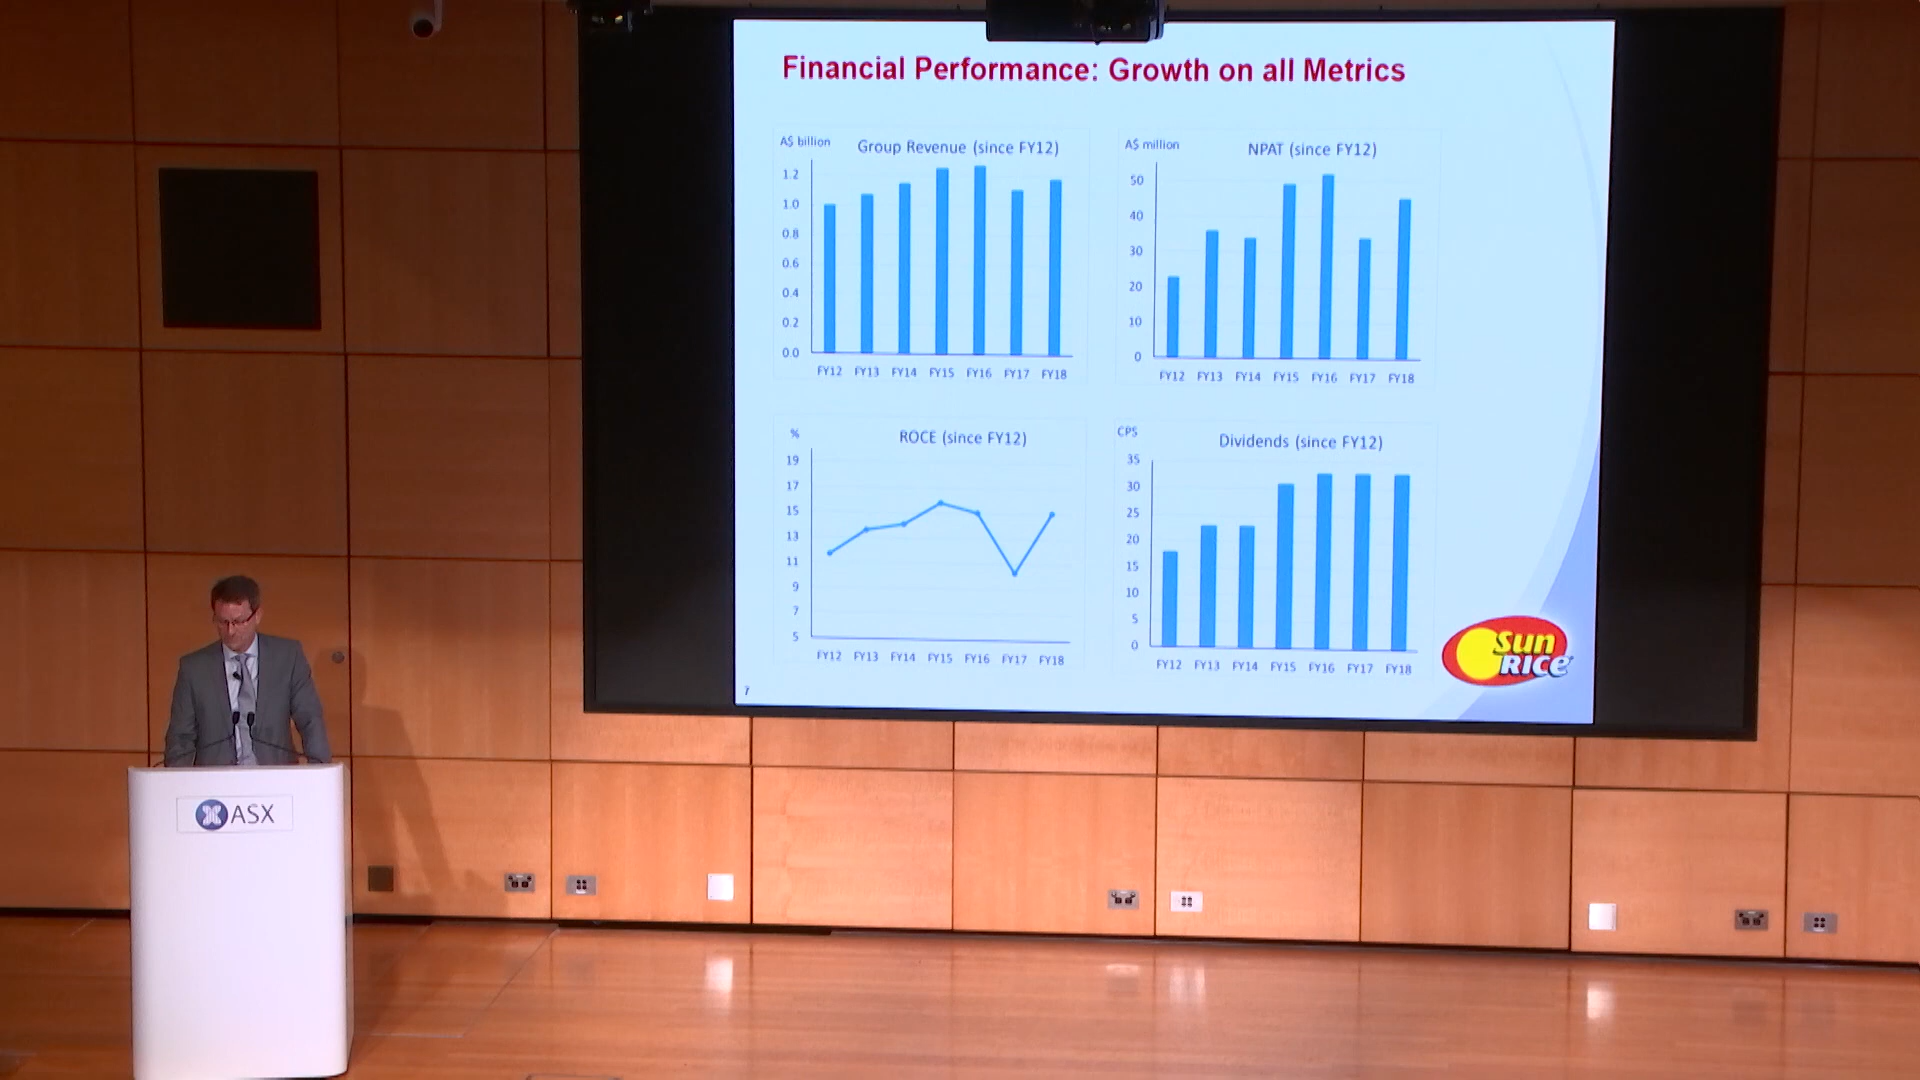 Financial Performance: Growth on all Metrics
A$ billion
Group Revenue (since FY12)
1.2
1.0
0.8
0.6
0.4
0.2
0.0
FY12 FY13 FY14 FY15 FY16 FY17 FY18
A$ million
NPAT (since FY12)
50
40
30
20
10
0
FY12 FY13 FY14 FY15 FY16 FY17 FY18
%
ROCE (since FY12)
19
17
15
13
11
9
7
5
FY12 FY13 FY14 FY15 FY16 FY17 FY18
CPS
Dividends (since FY12)
35
30
25
20
15
10
5
0
FY12 FY13 FY14 FY15 FY16 FY17 FY18
Sun
RICE
7
ASX